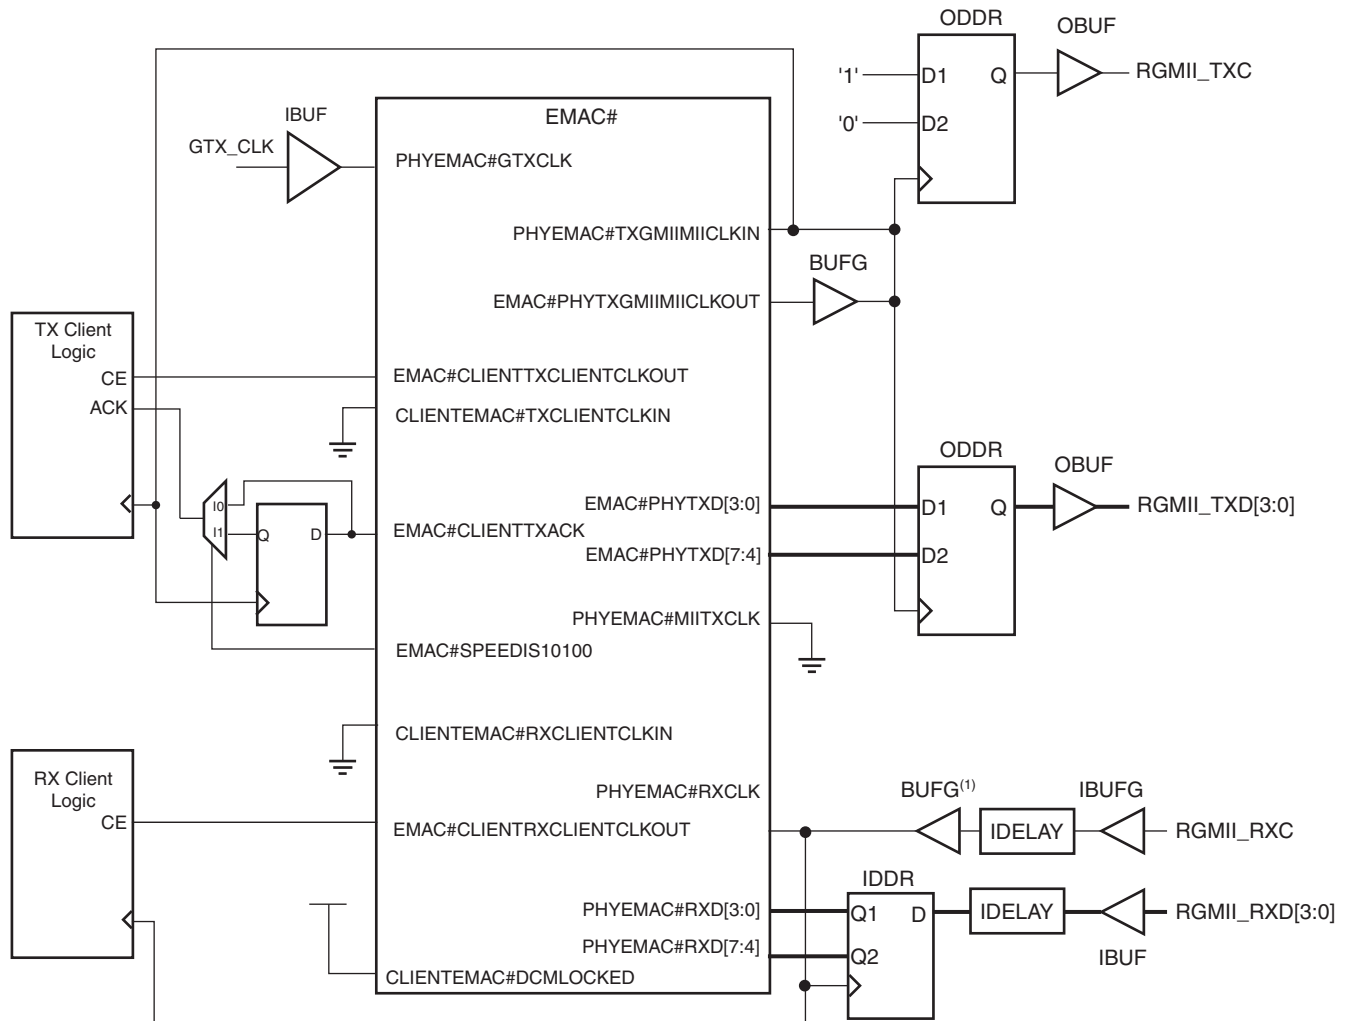 ODDR
OBUF
'1'
D1
Q
RGMII_TXC
'0'
D2
IBUF
GTX_CLK
EMAC#
PHYEMAC#GTXCLK
PHYEMAC#TXGMIIMIICLKIN
BUFG
EMAC#PHYTXGMIIMIICLKOUT
TX Client
Logic
CE
ACK
EMAC#CLIENTTXCLIENTCLKOUT
CLIENTEMAC#TXCLIENTCLKIN
ODDR
OBUF
I0
I1
Q
D
EMAC#PHYTXD[3:0]
D1
Q
RGMII_TXD[3:0]
EMAC#CLIENTTXACK
EMAC#PHYTXD[7:4]
D2
PHYEMAC#MIITXCLK
EMAC#SPEEDIS10100
CLIENTEMAC#RXCLIENTCLKIN
RX Client
Logic
CE
PHYEMAC#RXCLK
BUFG(1)
IBUFG
EMAC#CLIENTRXCLIENTCLKOUT
IDELAY
RGMII_RXC
IDDR
PHYEMAC#RXD[3:0]
Q1
D
IDELAY
RGMII_RXD[3:0]
PHYEMAC#RXD[7:4]
Q2
IBUF
CLIENTEMAC#DCMLOCKED